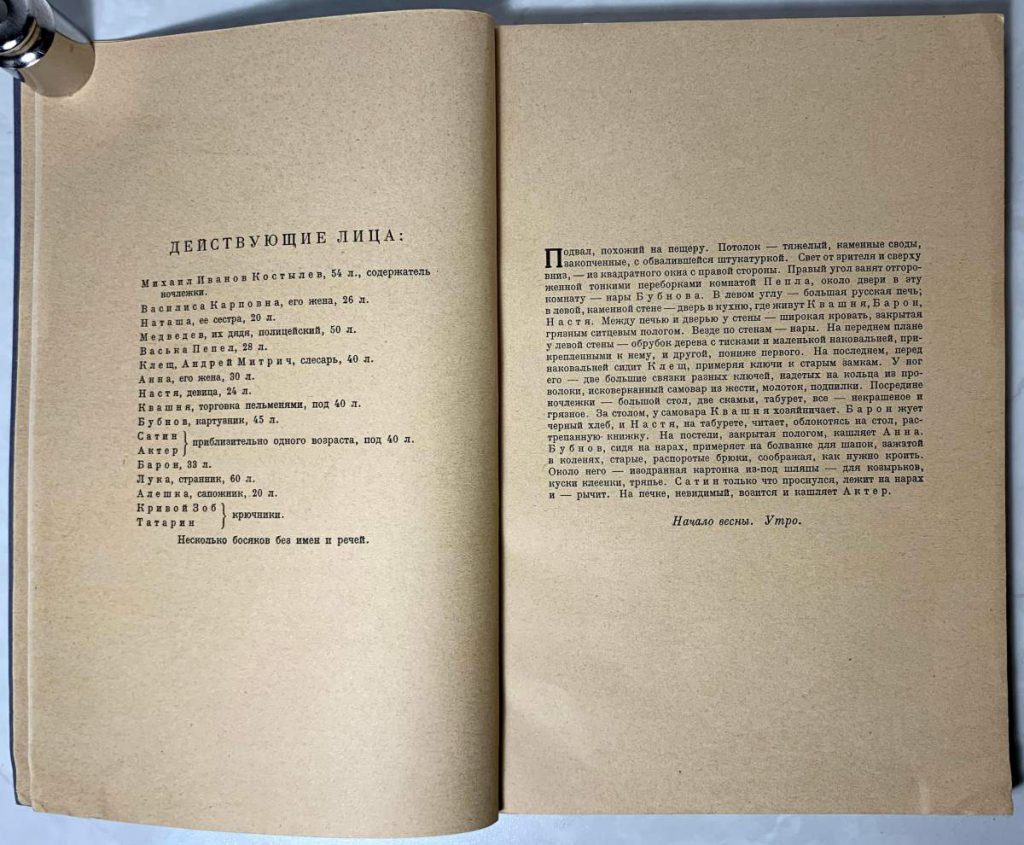 ДЕЙСТВУЮЩИЕ ЛИЦА:
Михаил Иванов Костылев, 54 л., содержатель
ночлежки.
Василиса Карповна, его жена, 26 л.
Наташа, ее сестра, 20 л.
Медведев, их дядя, полицейский, 50 л.
Васька Пепел, 28 л.
Клещ, Андрей Митрич, слесарь, 40 л.
Анна, его жена, 30 л.
Настя, девица, 24 л.
Квашня, торговка пельменями, под 40 л.
Бубнов, картузник, 45 л.
Сатин
Актер } приблизительно одного возраста, под 40 л.
Барон, 33 л.
Лука, странник, 60 л.
Алешка, сапожник, 20 л.
Кривой Зоб
Татарин } крючники.
Несколько босяков без имен и речей.
Подвал, похожий на пещеру. Потолок — тяжелый, каменные своды,
закопченные, с обвалившейся штукатуркой. Свет от зрителя и сверху
вниз, — из квадратного окна с правой стороны. Правый угол занят отгоро-
женной тонкими переборками комнатой Пепла, около двери в эту
комнату — нары Бубнова. В левом углу — большая русская печь;
в левой, каменной стене — дверь в кухню, где живут Квашня, Барон,
Настя. Между печью и дверью у стены — широкая кровать, закрытая
грязным ситцевым пологом. Везде по стенам — нары. На переднем плане
у левой стены — обрубок дерева с тисками и маленькой наковальней, при-
крепленными к нему, и другой, пониже первого. На последнем, перед
наковальней сидит Клещ, примеряя ключи к старым замкам. У ног
его — две большие связки разных ключей, надетых на кольца из про-
волоки, исковерканный самовар из жести, молоток, подпилки. Посредине
ночлежки — большой стол, две скамьи, табурет, все — некрашеное и
грязное. За столом, у самовара Квашня хозяйничает. Барон жует
черный хлеб, и Настя, на табурете, читает, облокотясь на стол, рас-
трепанную книжку. На постели, закрытая пологом, кашляет Анна.
Бубнов, сидя на нарах, примеряет на болванке для шапок, зажатой
в коленях, старые, распоротые брюки, соображая, как нужно кроить.
Около него — изодранная картонка из-под шляпы — для козырьков,
куски клеенки, тряпье. Сатин только что проснулся, лежит на нарах
и — рычит. На печке, невидимый, возится и кашляет Актер.
Начало весны. Утро.